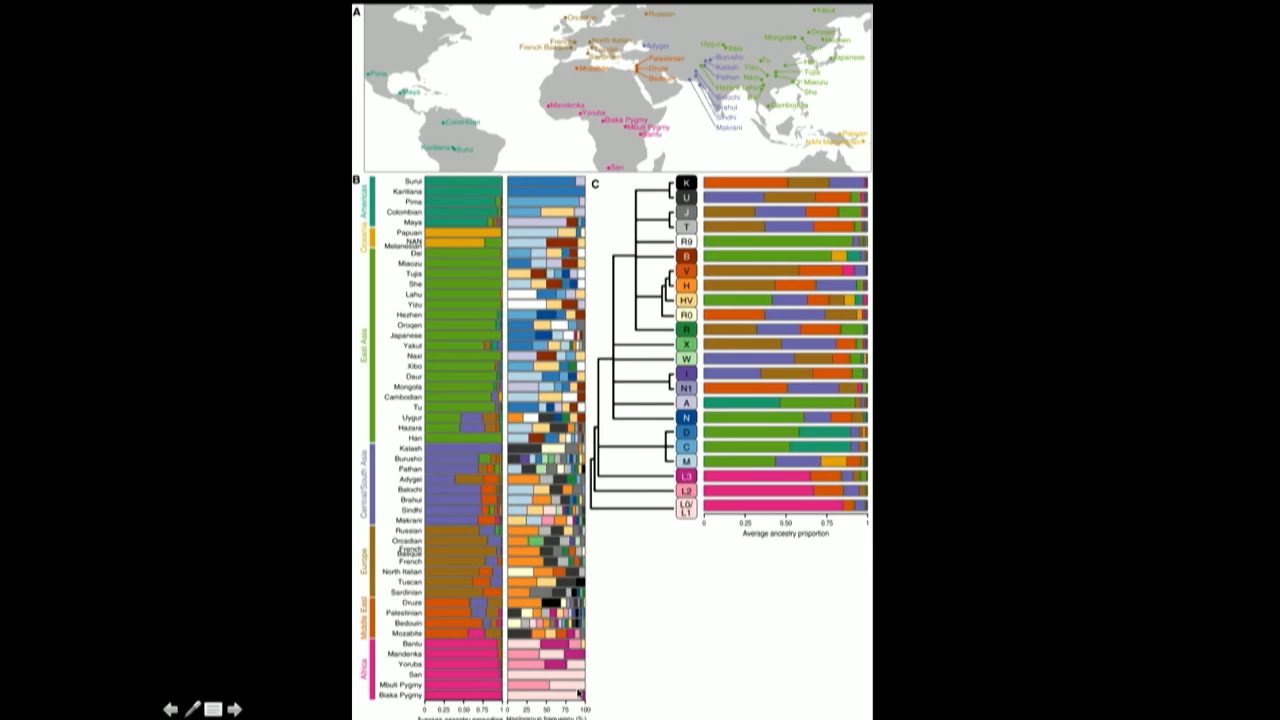 A
Yakut
Orcadian
Russian
Oroqen
Mongola
Hezhen
French
North Italian
Daur
French Basque
Tuscan
Adygei
Uygur
Xibo
Sardinian
Japanese
Palestinian
Burusho
Tu
Han
Mozabite
Druze
Kalash
Yizu
Tujia
Pima
Bedouin
Pathan
Naxi
Miaozu
Hazara
Lahu
She
Maya
Balochi
Dai
Mandenka
Brahui
Cambodian
Yoruba
Sindhi
Colombian
Biaka Pygmy
Makrani
Mbuti Pygmy
Bantu
Papuan
NAN Melanesian
Karitiana
Surui
San
B
Americas
Oceania
East Asia
Central/South Asia
Europe
Middle East
Africa
Surui
Karitiana
Pima
Colombian
Maya
Papuan
NAN
Melanesian
Dai
Miaozu
Tujia
She
Lahu
Yizu
Hezhen
Oroqen
Japanese
Yakut
Naxi
Xibo
Daur
Mongola
Cambodian
Tu
Uygur
Hazara
Han
Kalash
Burusho
Pathan
Adygei
Balochi
Brahui
Sindhi
Makrani
Russian
Orcadian
French
Basque
French
North Italian
Tuscan
Sardinian
Druze
Palestinian
Bedouin
Mozabite
Bantu
Mandenka
Yoruba
San
Mbuti Pygmy
Biaka Pygmy
0 0.25 0.50 0.75 1
Average ancestry proportion
0 25 50 75 100
Haplogroup frequency (%)
C
K
U
J
T
R9
B
V
H
HV
R0
R
X
W
I
N1
A
N
D
C
M
L3
L2
L0/
L1
0 0.25 0.50 0.75 1
Average ancestry proportion